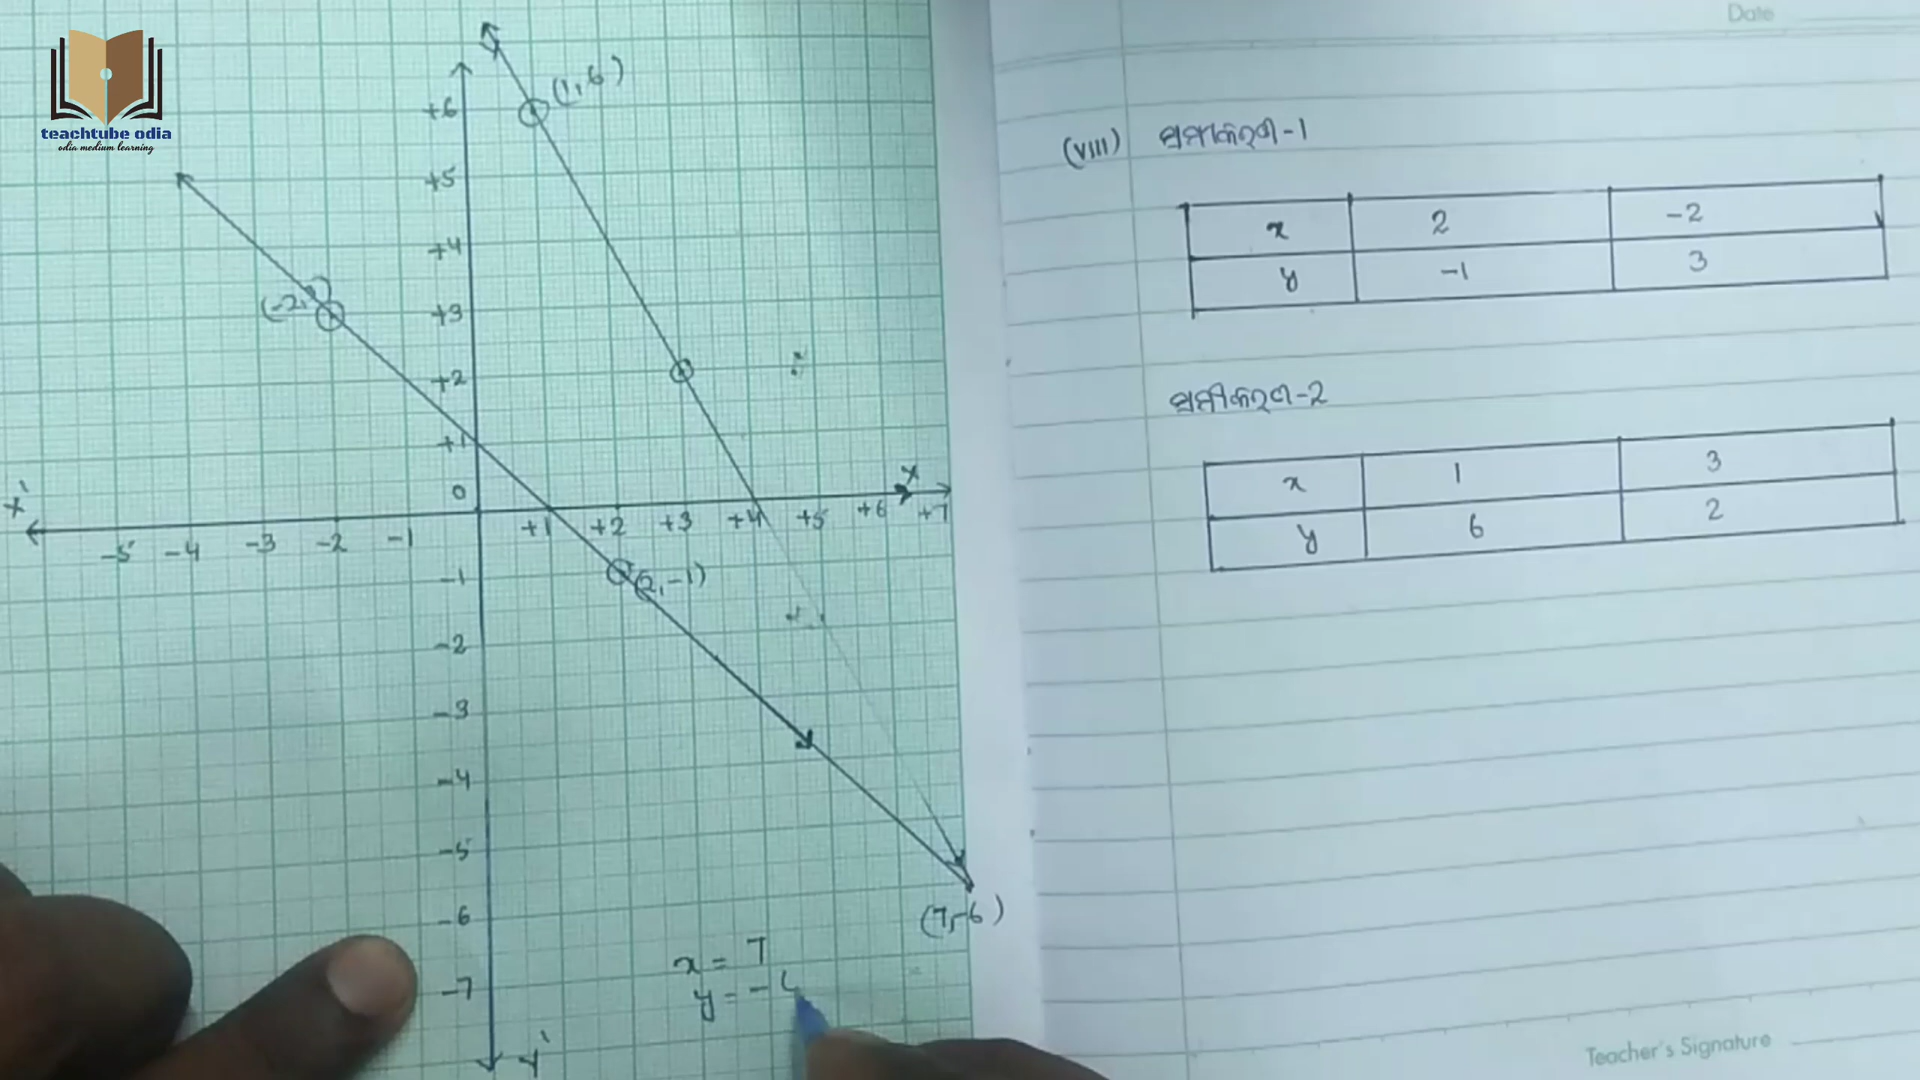 teachtube odia
odia medium learning
(1,6)
+6
+5
+4
+3
(-2,3)
+2
+1
0
X'
-5 -4 -3 -2 -1 +1 +2 +3 +4 +5 +6 +7
X
-1
(2,-1)
-2
-3
-4
-5
-6
(7,-6)
-7
x = 7
y = -
Y'
Date
(viii) ସମୀକରଣ-1
x 2 -2
y -1 3
ସମୀକରଣ-2
x 1 3
y 6 2
Teacher's Signature